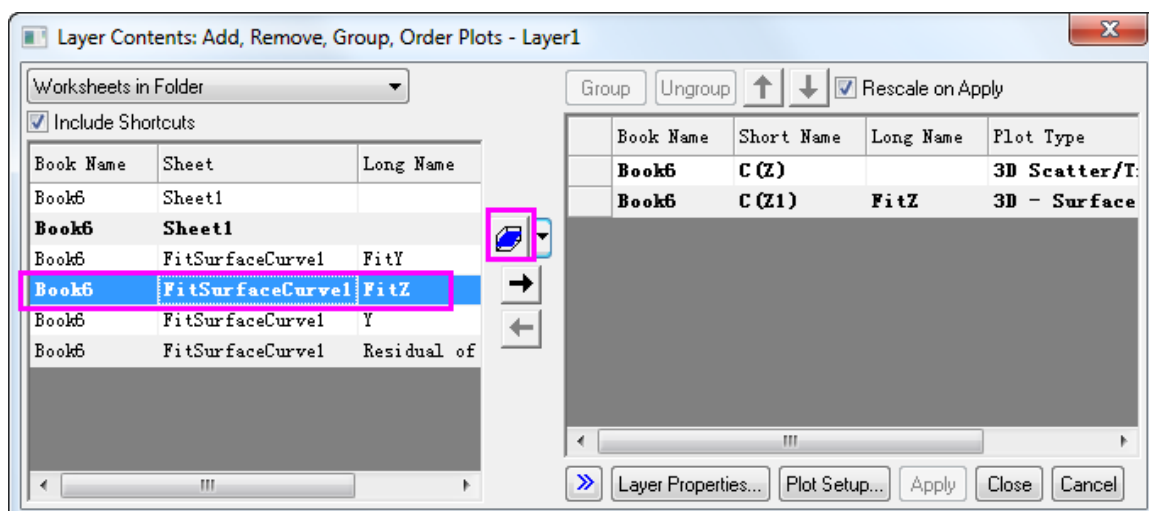 Layer Contents: Add, Remove, Group, Order Plots - Layer1
Worksheets in Folder
Include Shortcuts
Book Name Sheet Long Name
Book6 Sheet1
Book6 Sheet1
Book6 FitSurfaceCurve1 FitY
Book6 FitSurfaceCurve1 FitZ
Book6 FitSurfaceCurve1 Y
Book6 FitSurfaceCurve1 Residual of
Group Ungroup Rescale on Apply
Book Name Short Name Long Name Plot Type
Book6 C(Z) 3D Scatter/T
Book6 C(Z1) FitZ 3D - Surface
Layer Properties... Plot Setup... Apply Close Cancel